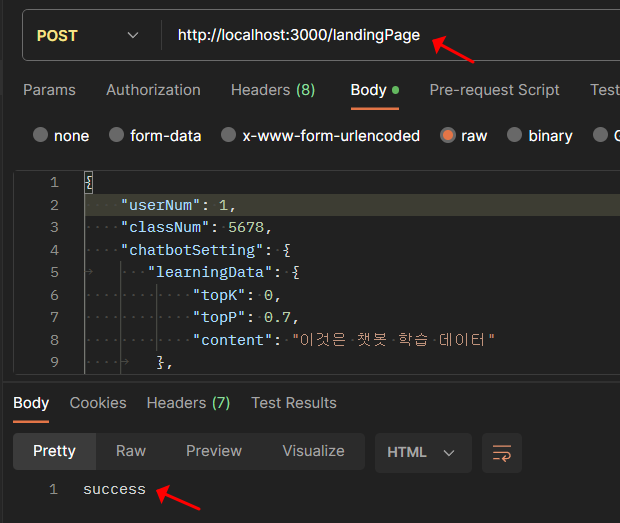 POST http://localhost:3000/landingPage
Params Authorization Headers (8) Body Pre-request Script
none form-data x-www-form-urlencoded raw binary
1 {
2 "userNum": 1,
3 "classNum": 5678,
4 "chatbotSetting": {
5 "learningData": {
6 "topK": 0,
7 "topP": 0.7,
8 "content": "이것은 챗봇 학습 데이터"
9 },
Body Cookies Headers (7) Test Results
Pretty Raw Preview Visualize HTML
1 success